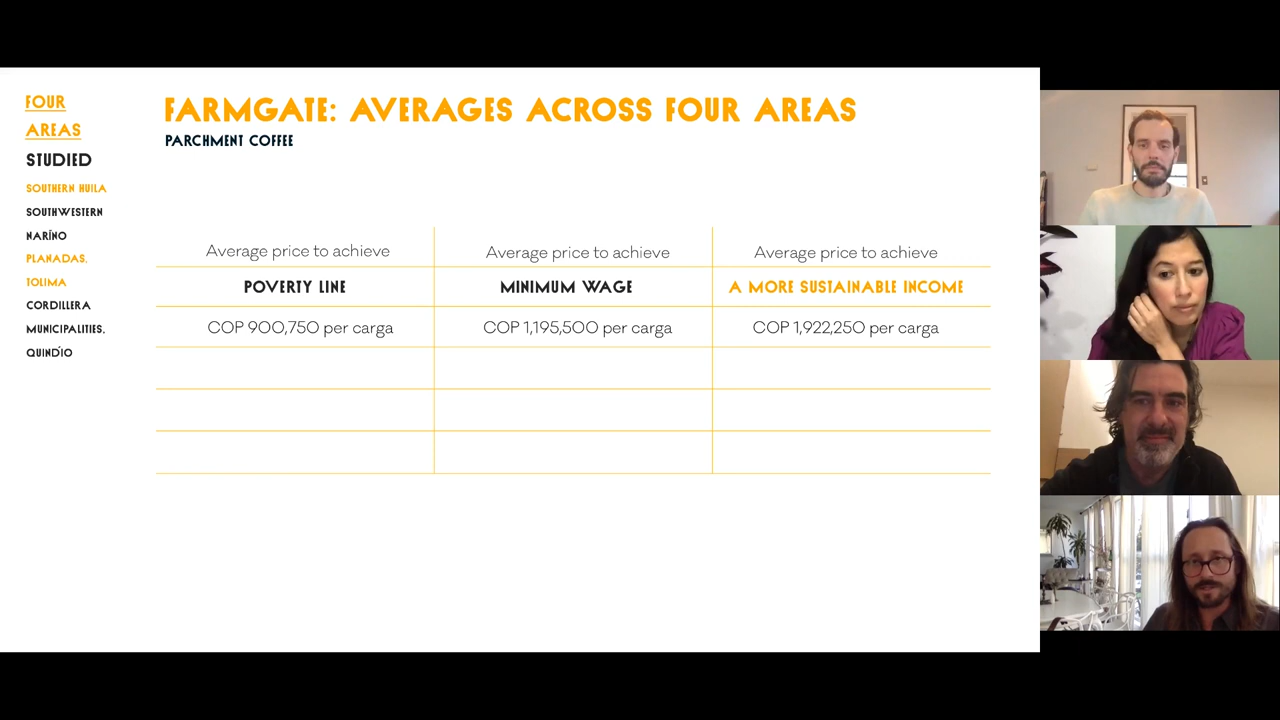 FOUR
AREAS
STUDIED
SOUTHERN HUILA
SOUTHWESTERN
NARIÑO
PLANADAS,
TOLIMA
CORDILLERA
MUNICIPALITIES,
QUINDÍO
FARMGATE: AVERAGES ACROSS FOUR AREAS
PARCHMENT COFFEE
Average price to achieve Average price to achieve Average price to achieve
POVERTY LINE MINIMUM WAGE A MORE SUSTAINABLE INCOME
COP 900,750 per carga COP 1,195,500 per carga COP 1,922,250 per carga